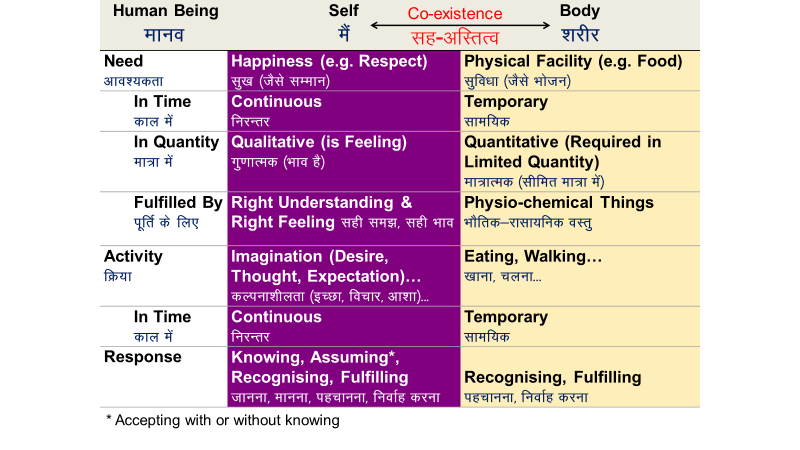 Human Being Self Co-existence Body
मानव मैं सह-अस्तित्व शरीर
Need Happiness (e.g. Respect) Physical Facility (e.g. Food)
आवश्यकता सुख (जैसे सम्मान) सुविधा (जैसे भोजन)
In Time Continuous Temporary
काल में निरन्तर सामयिक
In Quantity Qualitative (is Feeling) Quantitative (Required in
मात्रा में गुणात्मक (भाव है) Limited Quantity)
मात्रात्मक (सीमित मात्रा में)
Fulfilled By Right Understanding & Physio-chemical Things
पूर्ति के लिए Right Feeling सही समझ, सही भाव भौतिक–रासायनिक वस्तु
Activity Imagination (Desire, Eating, Walking…
क्रिया Thought, Expectation)… खाना, चलना…
कल्पनाशीलता (इच्छा, विचार, आशा)…
In Time Continuous Temporary
काल में निरन्तर सामयिक
Response Knowing, Assuming*,
Recognising, Fulfilling Recognising, Fulfilling
जानना, मानना, पहचानना, निर्वाह करना पहचानना, निर्वाह करना
* Accepting with or without knowing